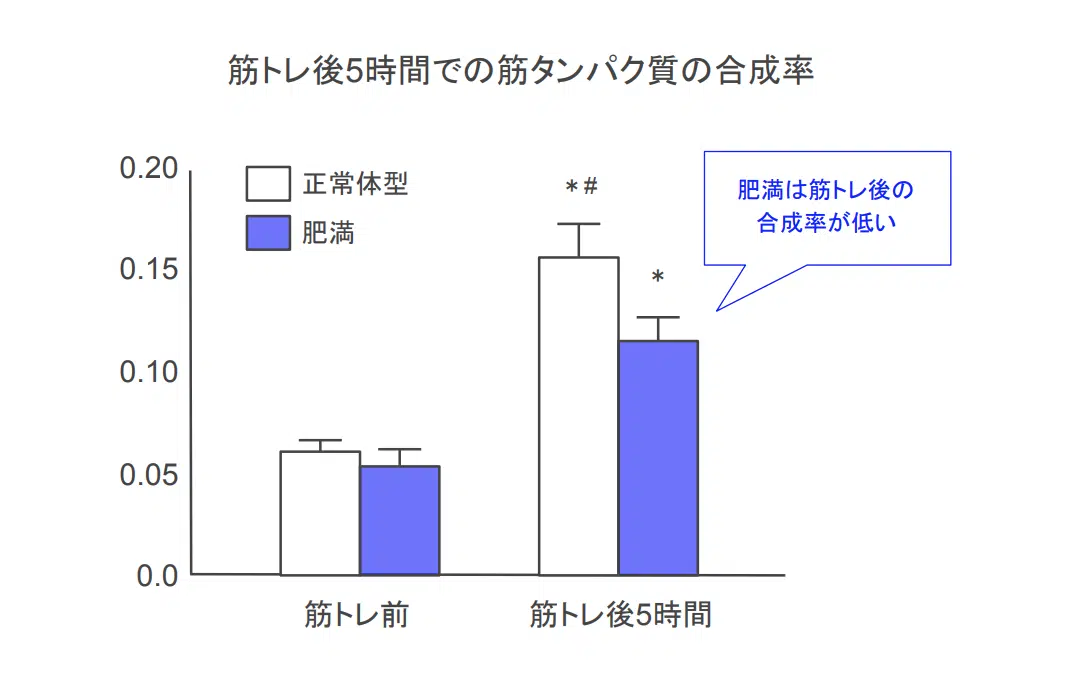 筋トレ後5時間での筋タンパク質の合成率
0.20
0.15
0.10
0.05
0.0
正常体型
肥満
*#
*
肥満は筋トレ後の
合成率が低い
筋トレ前
筋トレ後5時間